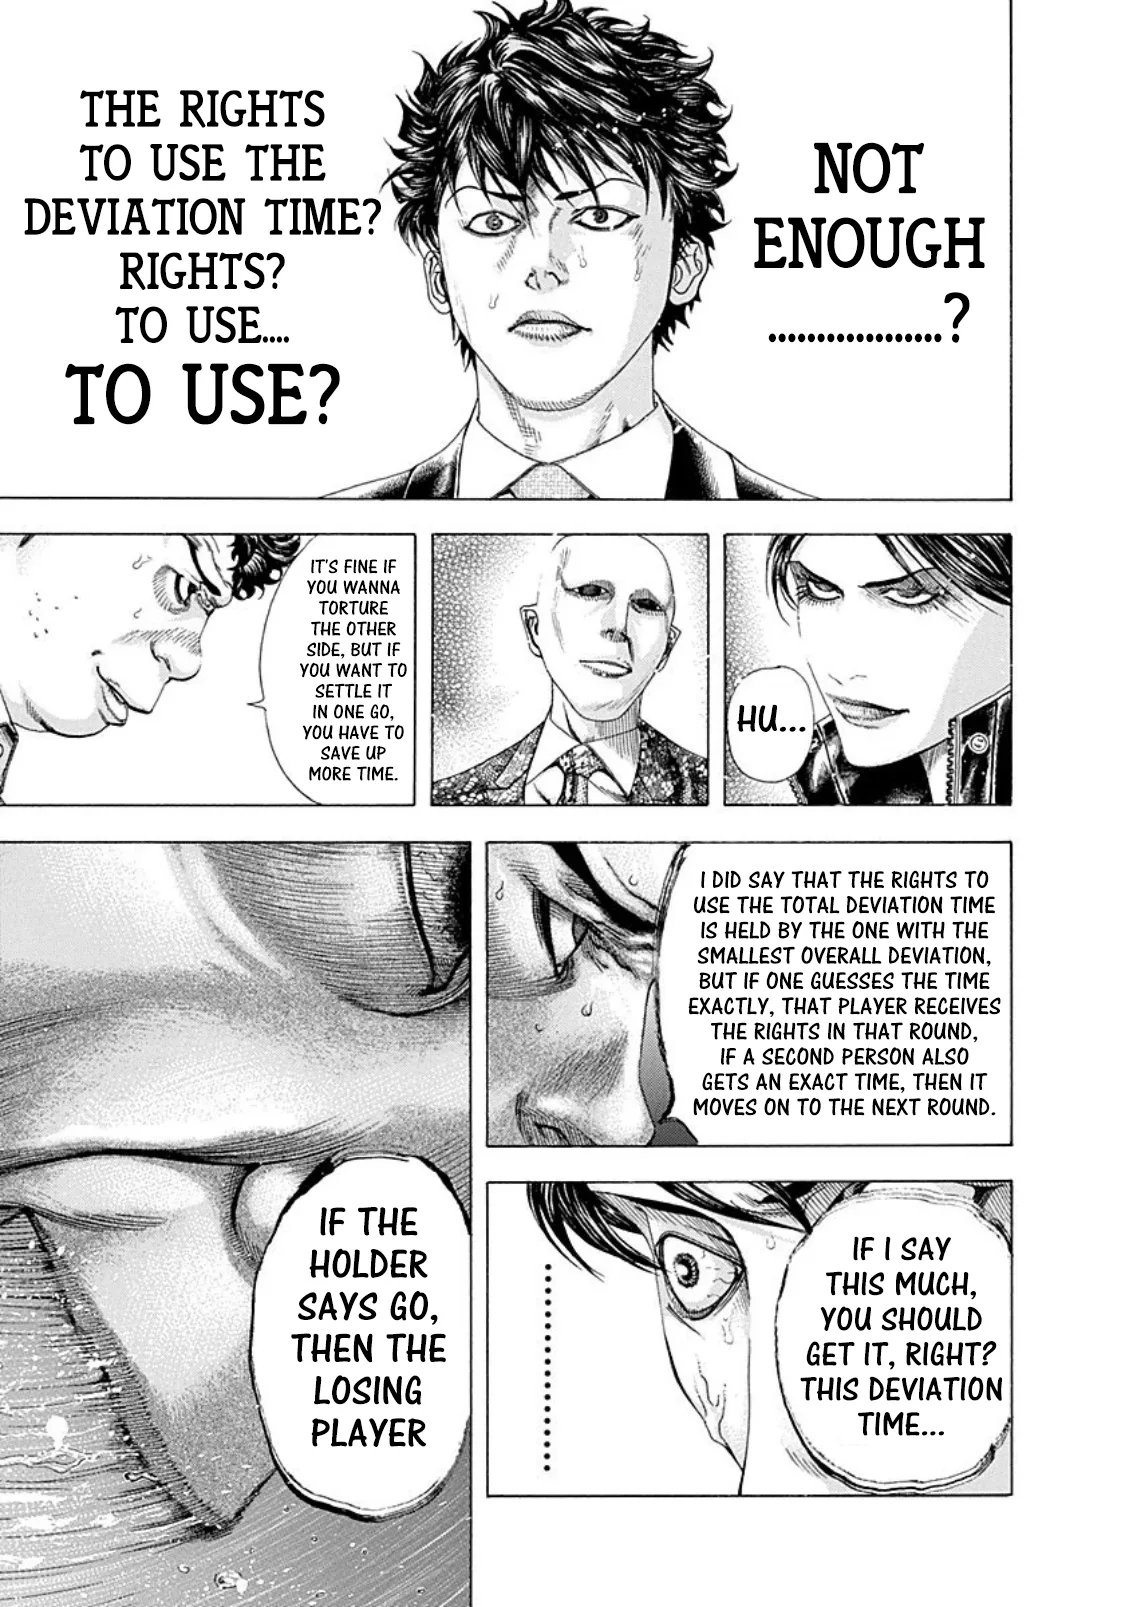 NOT
ENOUGH
..................?
THE RIGHTS
TO USE THE
DEVIATION TIME?
RIGHTS?
TO USE....
TO USE?
HU...
IT'S FINE IF
YOU WANNA
TORTURE
THE OTHER
SIDE, BUT IF
YOU WANT TO
SETTLE IT
IN ONE GO,
YOU HAVE TO
SAVE UP
MORE TIME.
I DID SAY THAT THE RIGHTS TO
USE THE TOTAL DEVIATION TIME
IS HELD BY THE ONE WITH THE
SMALLEST OVERALL DEVIATION,
BUT IF ONE GUESSES THE TIME
EXACTLY, THAT PLAYER RECEIVES
THE RIGHTS IN THAT ROUND,
IF A SECOND PERSON ALSO
GETS AN EXACT TIME, THEN IT
MOVES ON TO THE NEXT ROUND.
IF I SAY
THIS MUCH,
YOU SHOULD
GET IT, RIGHT?
THIS DEVIATION
TIME...
..................
IF THE
HOLDER
SAYS GO,
THEN THE
LOSING
PLAYER